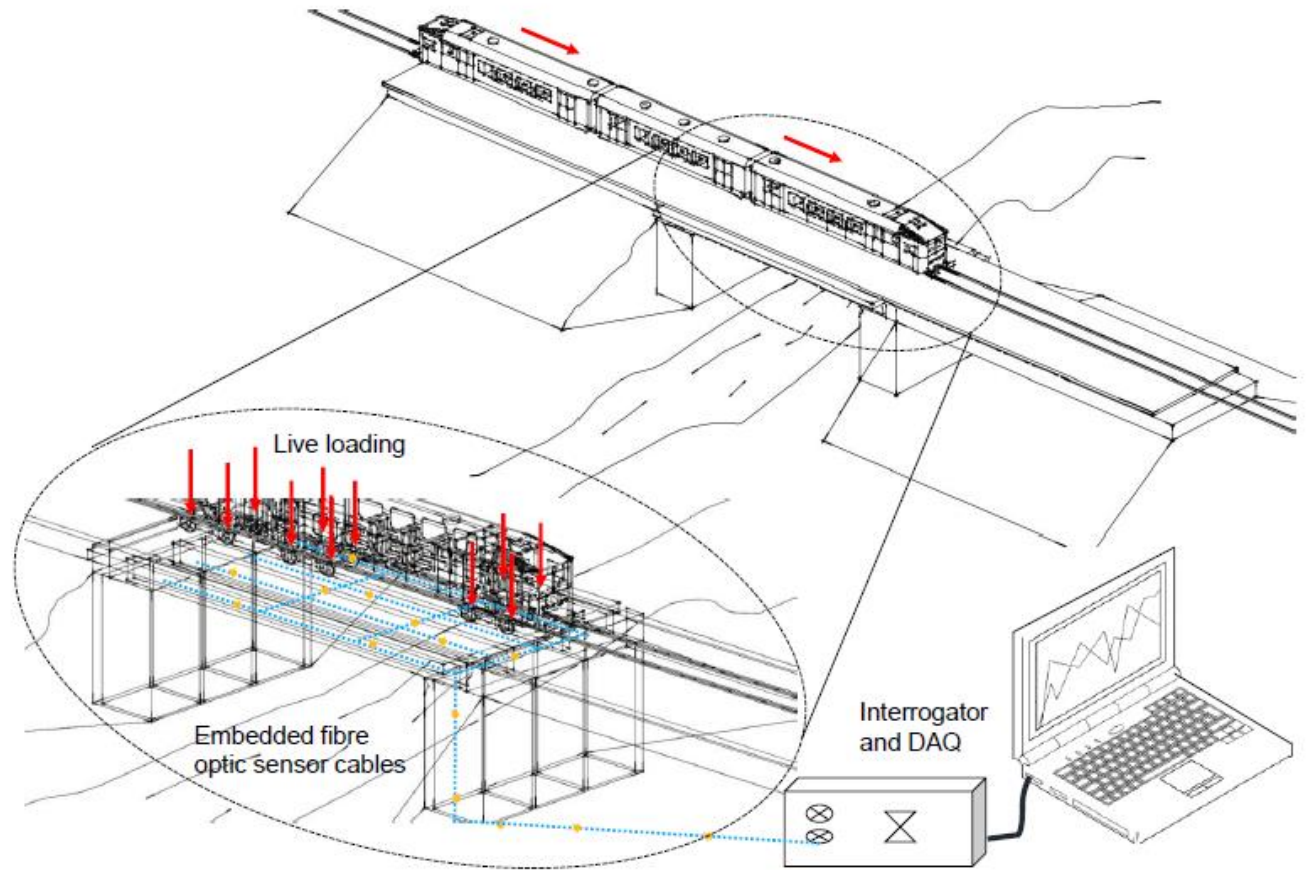 Live loading
Embedded fibre
optic sensor cables
Interrogator
and DAQ